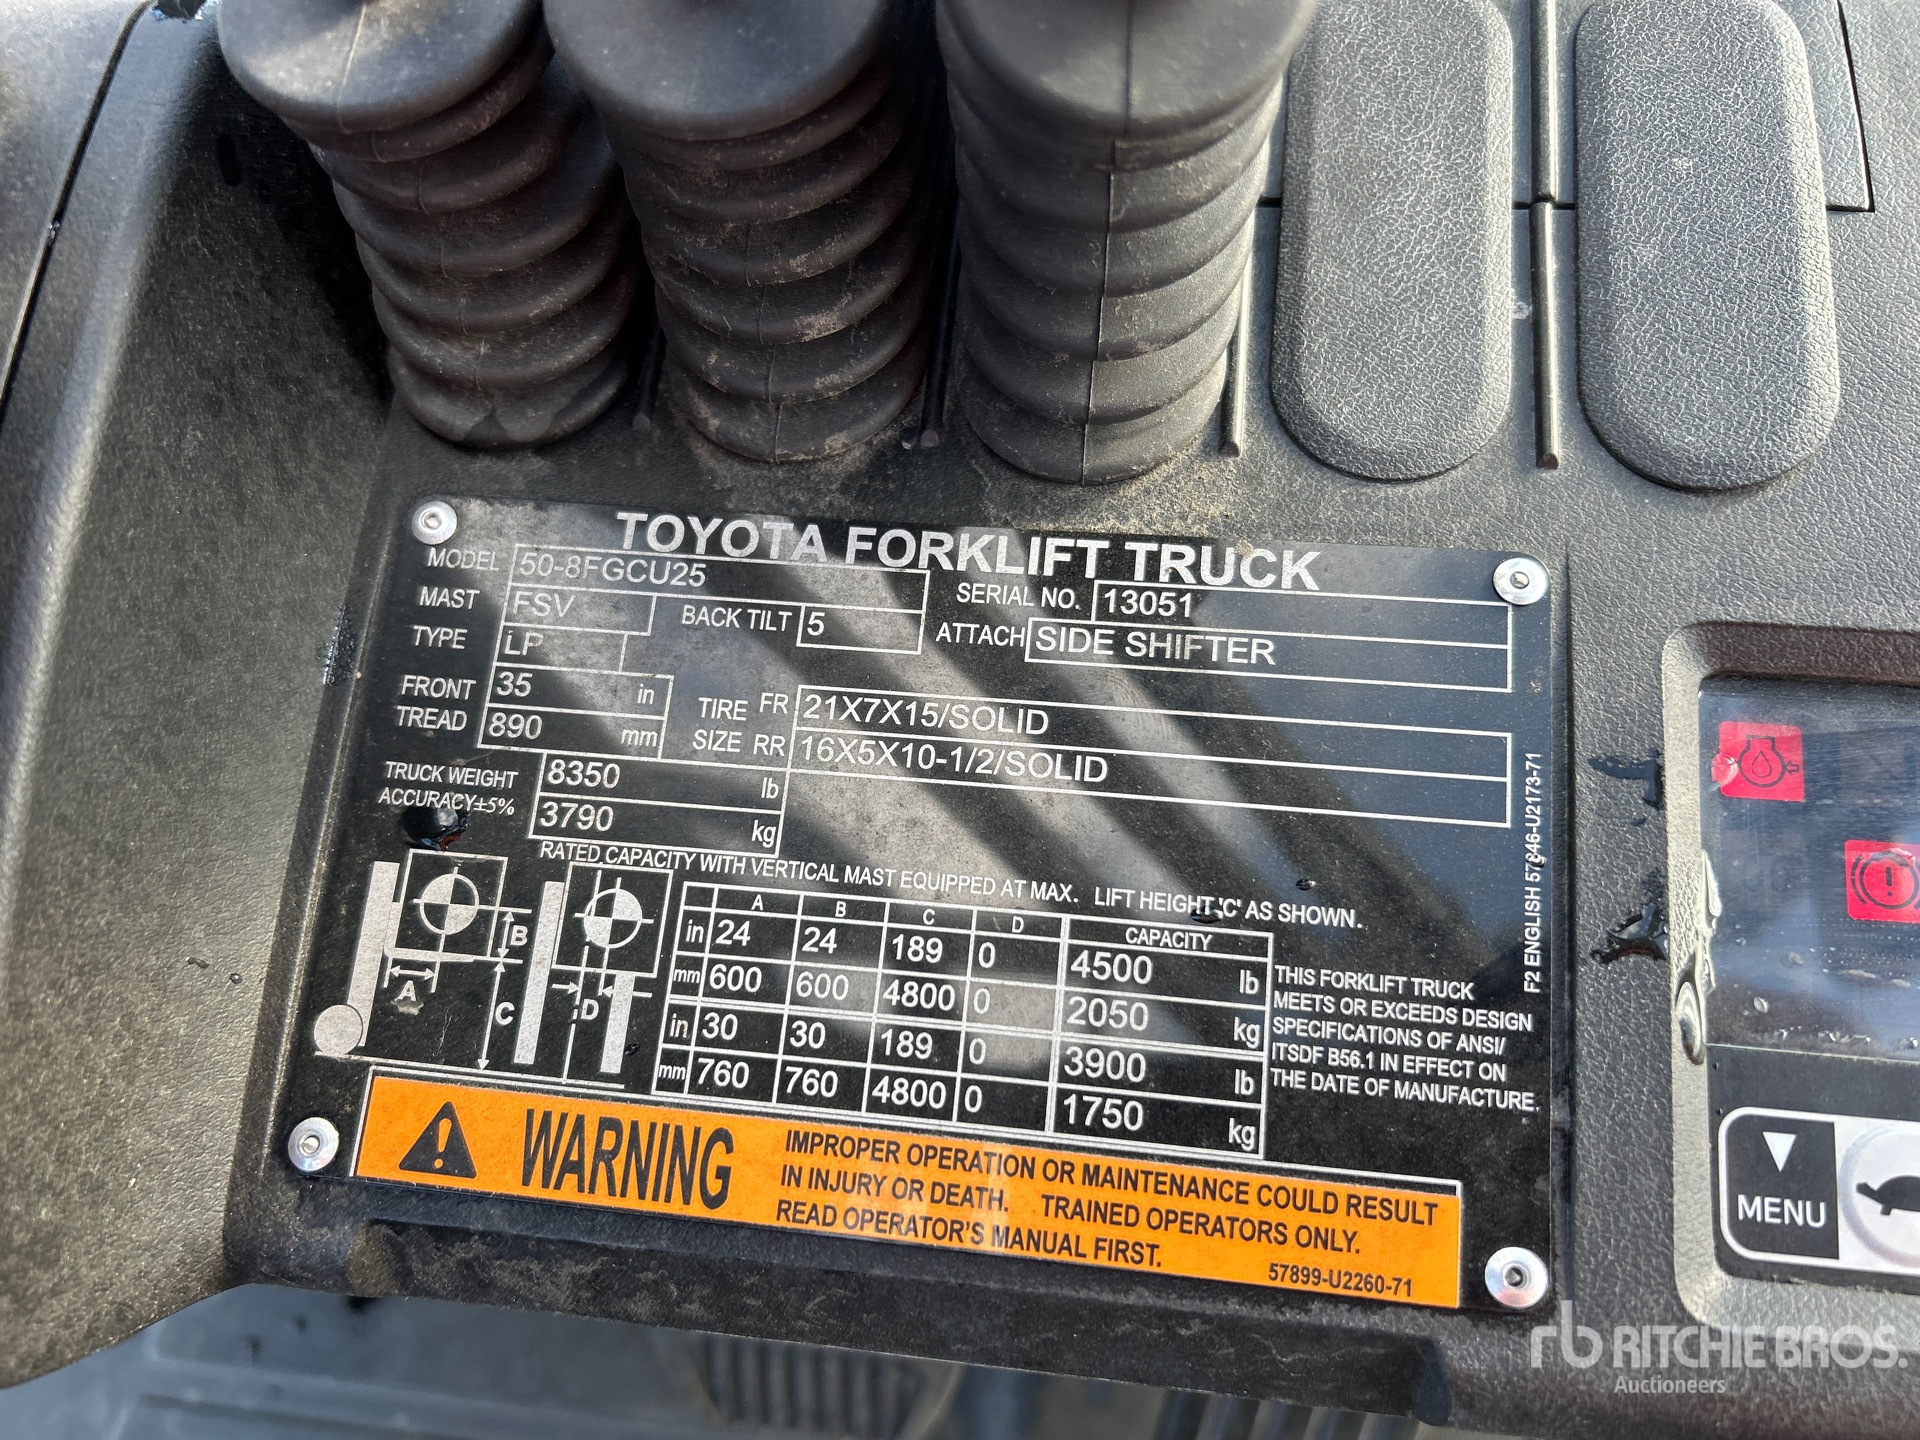 TOYOTA FORKLIFT TRUCK
MODEL 50-8FGCU25 SERIAL NO. 13051
MAST FSV BACK TILT 5 ATTACH SIDE SHIFTER
TYPE LP
FRONT TREAD 35 in TIRE SIZE FR 21X7X15/SOLID
890 mm RR 16X5X10-1/2/SOLID
TRUCK WEIGHT 8350 lb
ACCURACY±5% 3790 kg
RATED CAPACITY WITH VERTICAL MAST EQUIPPED AT MAX. LIFT HEIGHT 'C' AS SHOWN.
A B C D CAPACITY
in 24 24 189 0 4500 lb
mm 600 600 4800 0 2050 kg
in 30 30 189 0 3900 lb
mm 760 760 4800 0 1750 kg
A B C D
THIS FORKLIFT TRUCK
MEETS OR EXCEEDS DESIGN
SPECIFICATIONS OF ANSI/
ITSDF B56.1 IN EFFECT ON
THE DATE OF MANUFACTURE.
F2 ENGLISH 57846-U2173-71
WARNING
IMPROPER OPERATION OR MAINTENANCE COULD RESULT
IN INJURY OR DEATH. TRAINED OPERATORS ONLY.
READ OPERATOR'S MANUAL FIRST.
57899-U2260-71
MENU
rb RITCHIE BROS.
Auctioneers